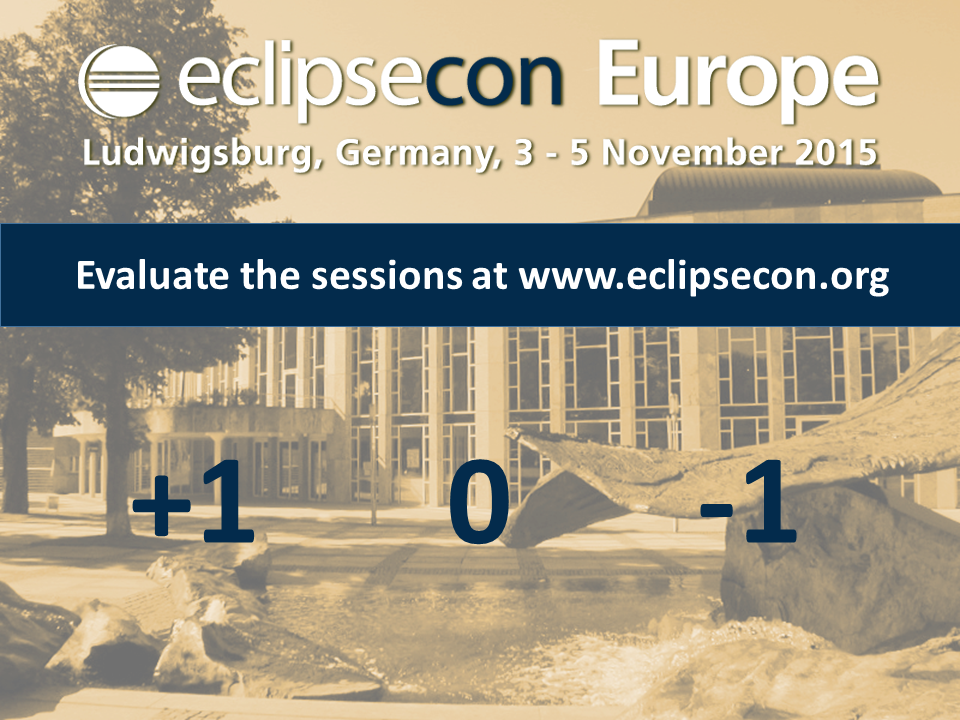 eclipsecon Europe
Ludwigsburg, Germany, 3 - 5 November 2015
Evaluate the sessions at www.eclipsecon.org
+1 0 -1